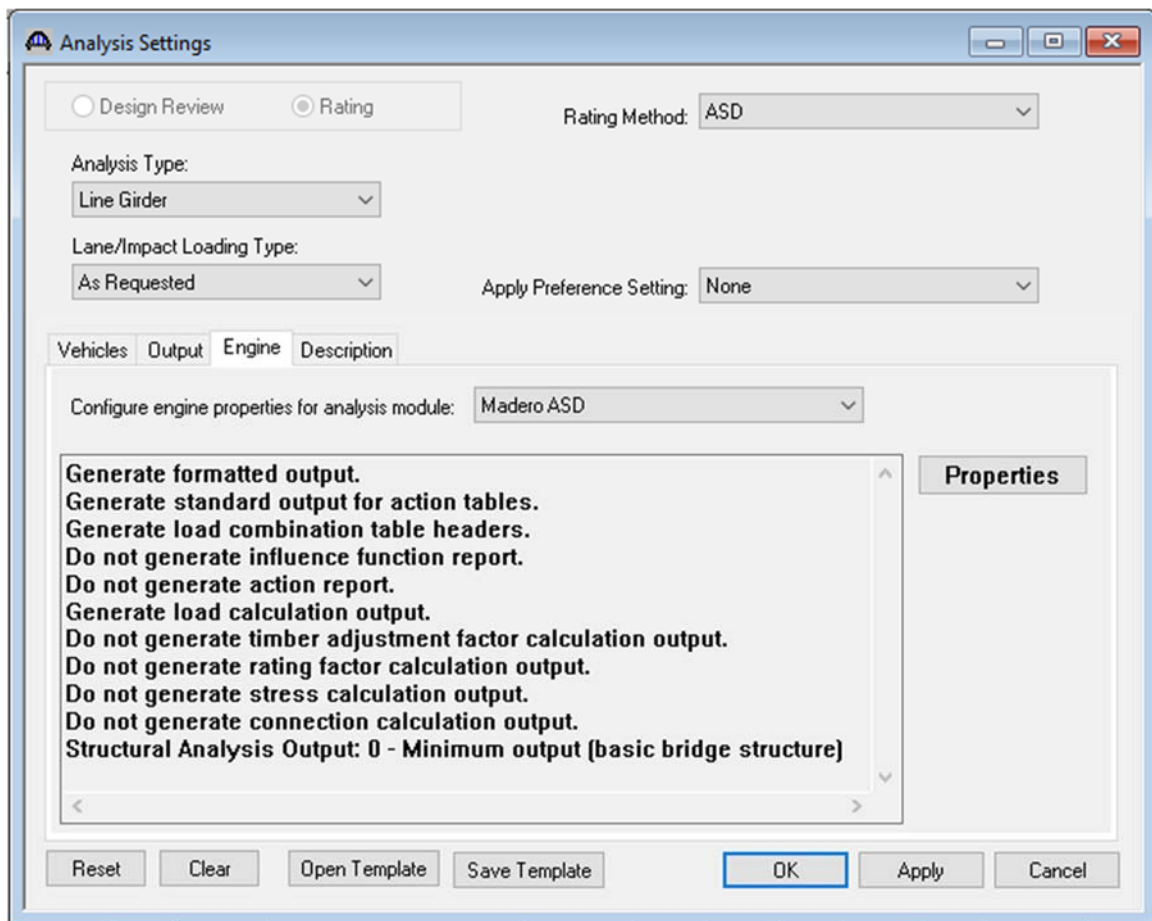 Analysis Settings
Design Review Rating
Rating Method: ASD
Analysis Type:
Line Girder
Lane/Impact Loading Type:
As Requested
Apply Preference Setting: None
Vehicles Output Engine Description
Configure engine properties for analysis module: Madero ASD
Generate formatted output.
Generate standard output for action tables.
Generate load combination table headers.
Do not generate influence function report.
Do not generate action report.
Generate load calculation output.
Do not generate timber adjustment factor calculation output.
Do not generate rating factor calculation output.
Do not generate stress calculation output.
Do not generate connection calculation output.
Structural Analysis Output: 0 - Minimum output (basic bridge structure)
Properties
Reset Clear Open Template Save Template OK Apply Cancel